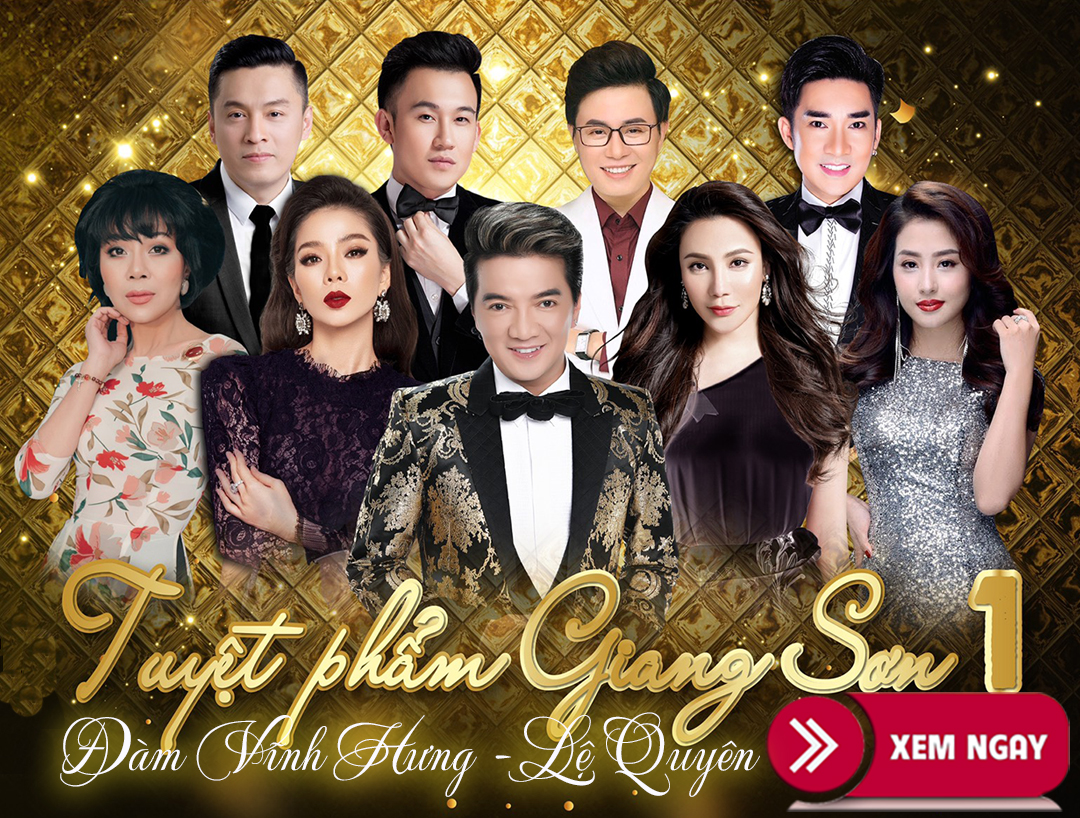 Tuyệt phẩm Giang Sơn 1
Đàm Vĩnh Hưng - Lệ Quyên
XEM NGAY